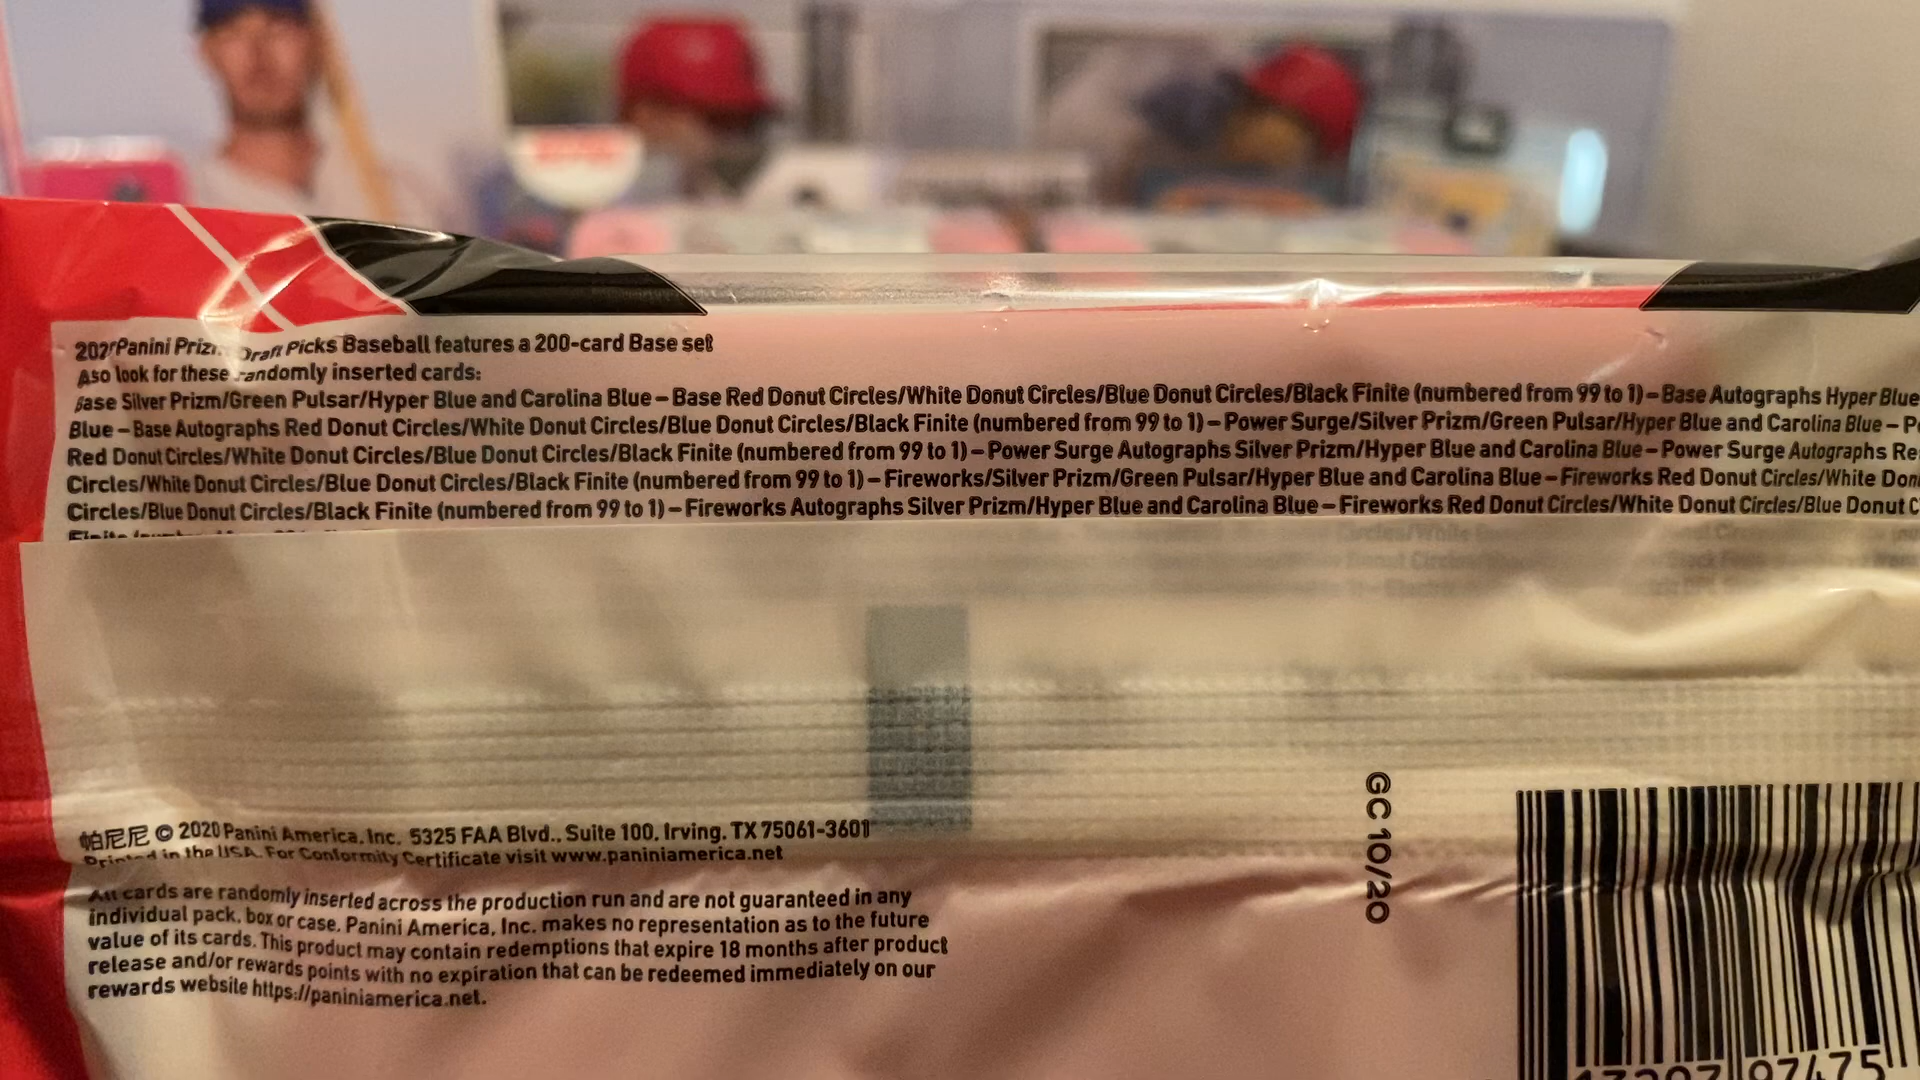 Panini Draft Picks Baseball features a 200-card Base set
look for these randomly inserted cards:
Base Silver Prizm/Green Pulsar/Hyper Blue and Carolina Blue – Base Red Donut Circles/White Donut Circles/Blue Donut Circles/Black Finite (numbered from 99 to 1) – Base Autographs Hyper Blue
Blue – Base Autographs Red Donut Circles/White Donut Circles/Blue Donut Circles/Black Finite (numbered from 99 to 1) – Power Surge/Silver Prizm/Green Pulsar/Hyper Blue and Carolina Blue –
Red Donut Circles/White Donut Circles/Blue Donut Circles/Black Finite (numbered from 99 to 1) – Power Surge Autographs Silver Prizm/Hyper Blue and Carolina Blue – Power Surge Autographs
Circles/White Donut Circles/Blue Donut Circles/Black Finite (numbered from 99 to 1) – Fireworks/Silver Prizm/Green Pulsar/Hyper Blue and Carolina Blue – Fireworks Red Donut Circles/White
Circles/Blue Donut Circles/Black Finite (numbered from 99 to 1) – Fireworks Autographs Silver Prizm/Hyper Blue and Carolina Blue – Fireworks Red Donut Circles/White Donut Circles/Blue Donut
帕尼尼 © 2020 Panini America, Inc. 5325 FAA Blvd., Suite 100, Irving, TX 75061-3601
Printed in the USA. For Conformity Certificate visit www.paniniamerica.net
All cards are randomly inserted across the production run and are not guaranteed in any
individual pack, box or case. Panini America, Inc. makes no representation as to the future
value of its cards. This product may contain redemptions that expire 18 months after product
release and/or rewards points with no expiration that can be redeemed immediately on our
rewards website https://paniniamerica.net.
GC 10/20